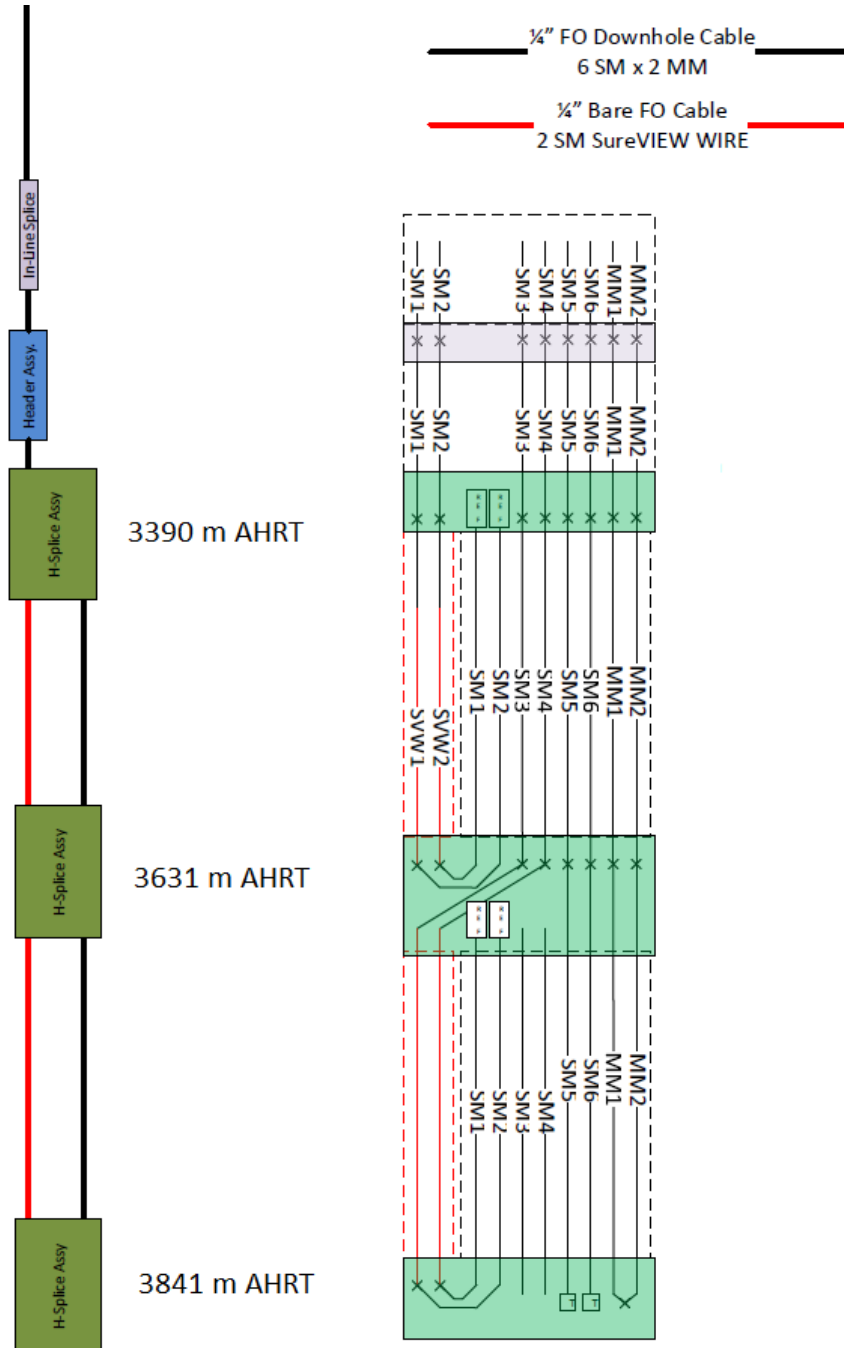 ¼” FO Downhole Cable
6 SM x 2 MM
¼” Bare FO Cable
2 SM SureVIEW WIRE
In-Line Splice
Header Assy.
H-Splice Assy
3390 m AHRT
H-Splice Assy
3631 m AHRT
H-Splice Assy
3841 m AHRT
SM1
SM2
SM3
SM4
SM5
SM6
MM1
MM2
SM1
SM2
SM3
SM4
SM5
SM6
MM1
MM2
SVW1
SVW2
SM1
SM2
SM3
SM4
SM5
SM6
MM1
MM2
SM1
SM2
SM3
SM4
SM5
SM6
MM1
MM2
T
T